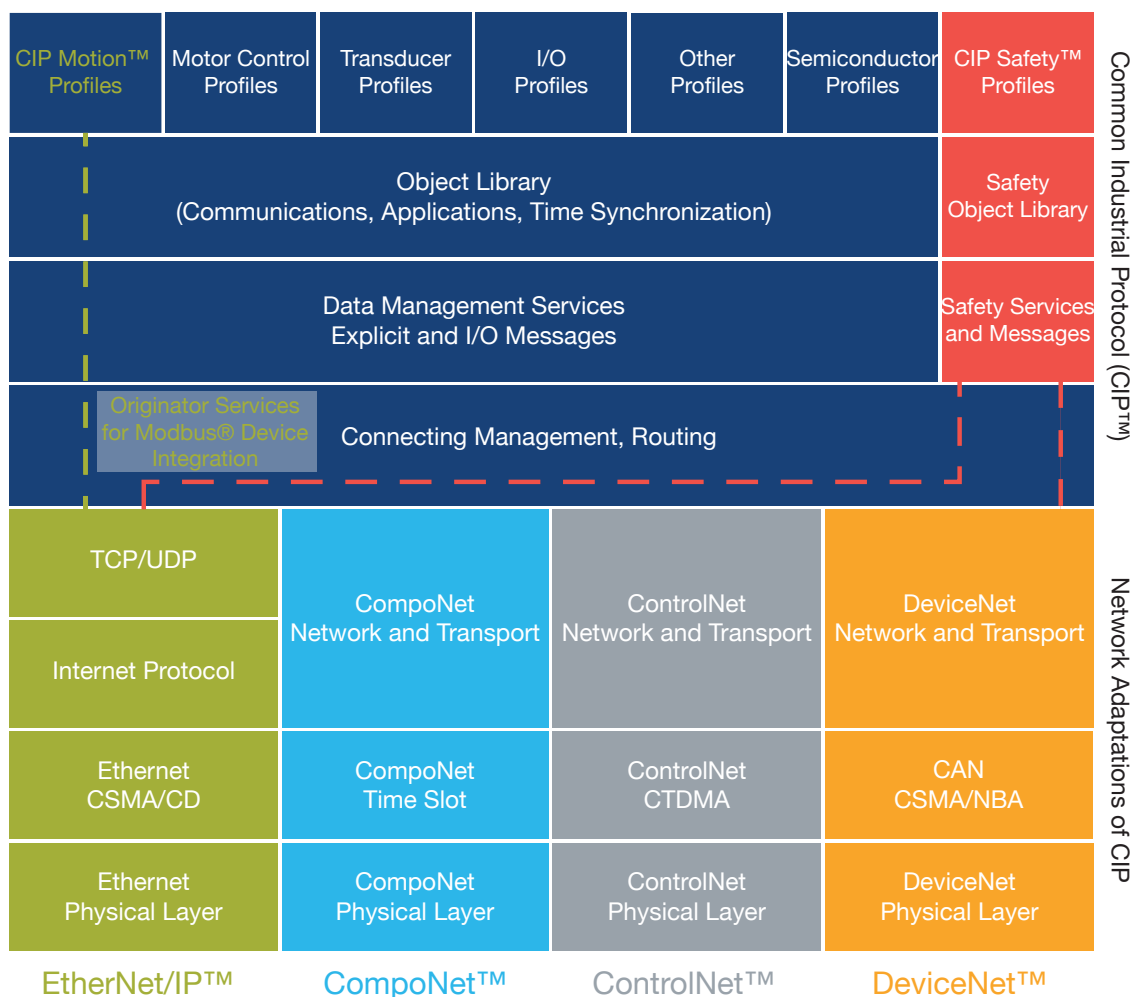 CIP Motion™
Profiles
Motor Control
Profiles
Transducer
Profiles
I/O
Profiles
Other
Profiles
Semiconductor
Profiles
CIP Safety™
Profiles
Object Library
(Communications, Applications, Time Synchronization)
Safety
Object Library
Data Management Services
Explicit and I/O Messages
Safety Services
and Messages
Originator Services
for Modbus® Device
Integration
Connecting Management, Routing
Common Industrial Protocol (CIP™)
TCP/UDP
Internet Protocol
CompoNet
Network and Transport
ControlNet
Network and Transport
DeviceNet
Network and Transport
Ethernet
CSMA/CD
CompoNet
Time Slot
ControlNet
CTDMA
CAN
CSMA/NBA
Ethernet
Physical Layer
CompoNet
Physical Layer
ControlNet
Physical Layer
DeviceNet
Physical Layer
Network Adaptations of CIP
EtherNet/IP™
CompoNet™
ControlNet™
DeviceNet™